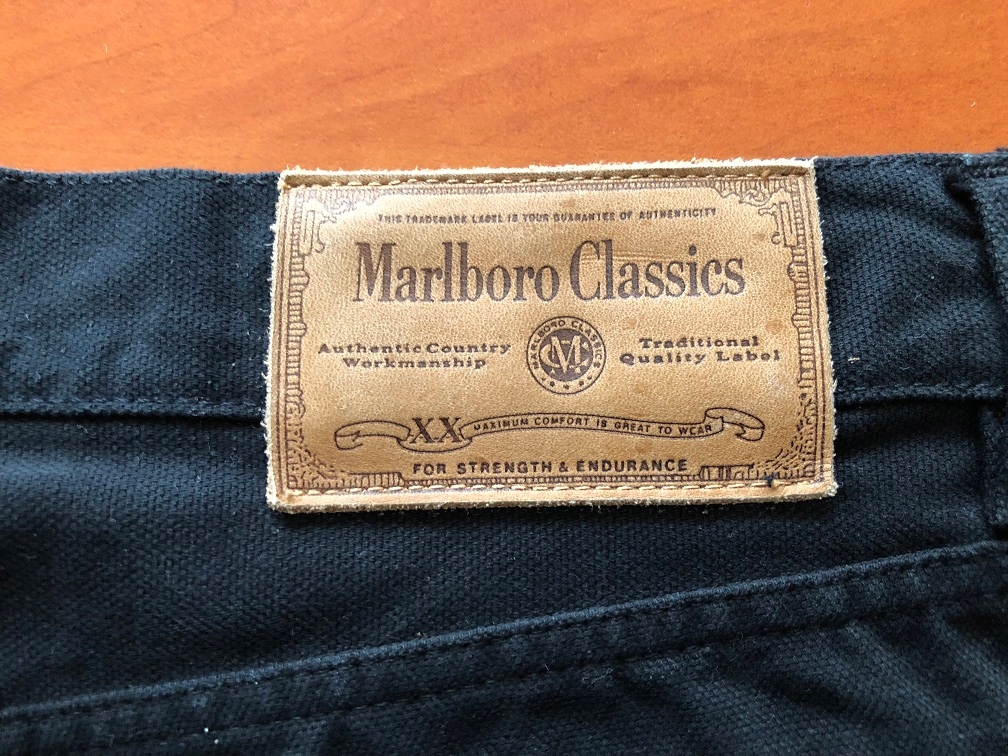 THIS TRADEMARK LABEL IS YOUR GUARANTEE OF AUTHENTICITY
Marlboro Classics
Authentic Country
Workmanship
MARLBORO CLASSICS
M
Traditional
Quality Label
XX MAXIMUM COMFORT IS GREAT TO WEAR
FOR STRENGTH & ENDURANCE